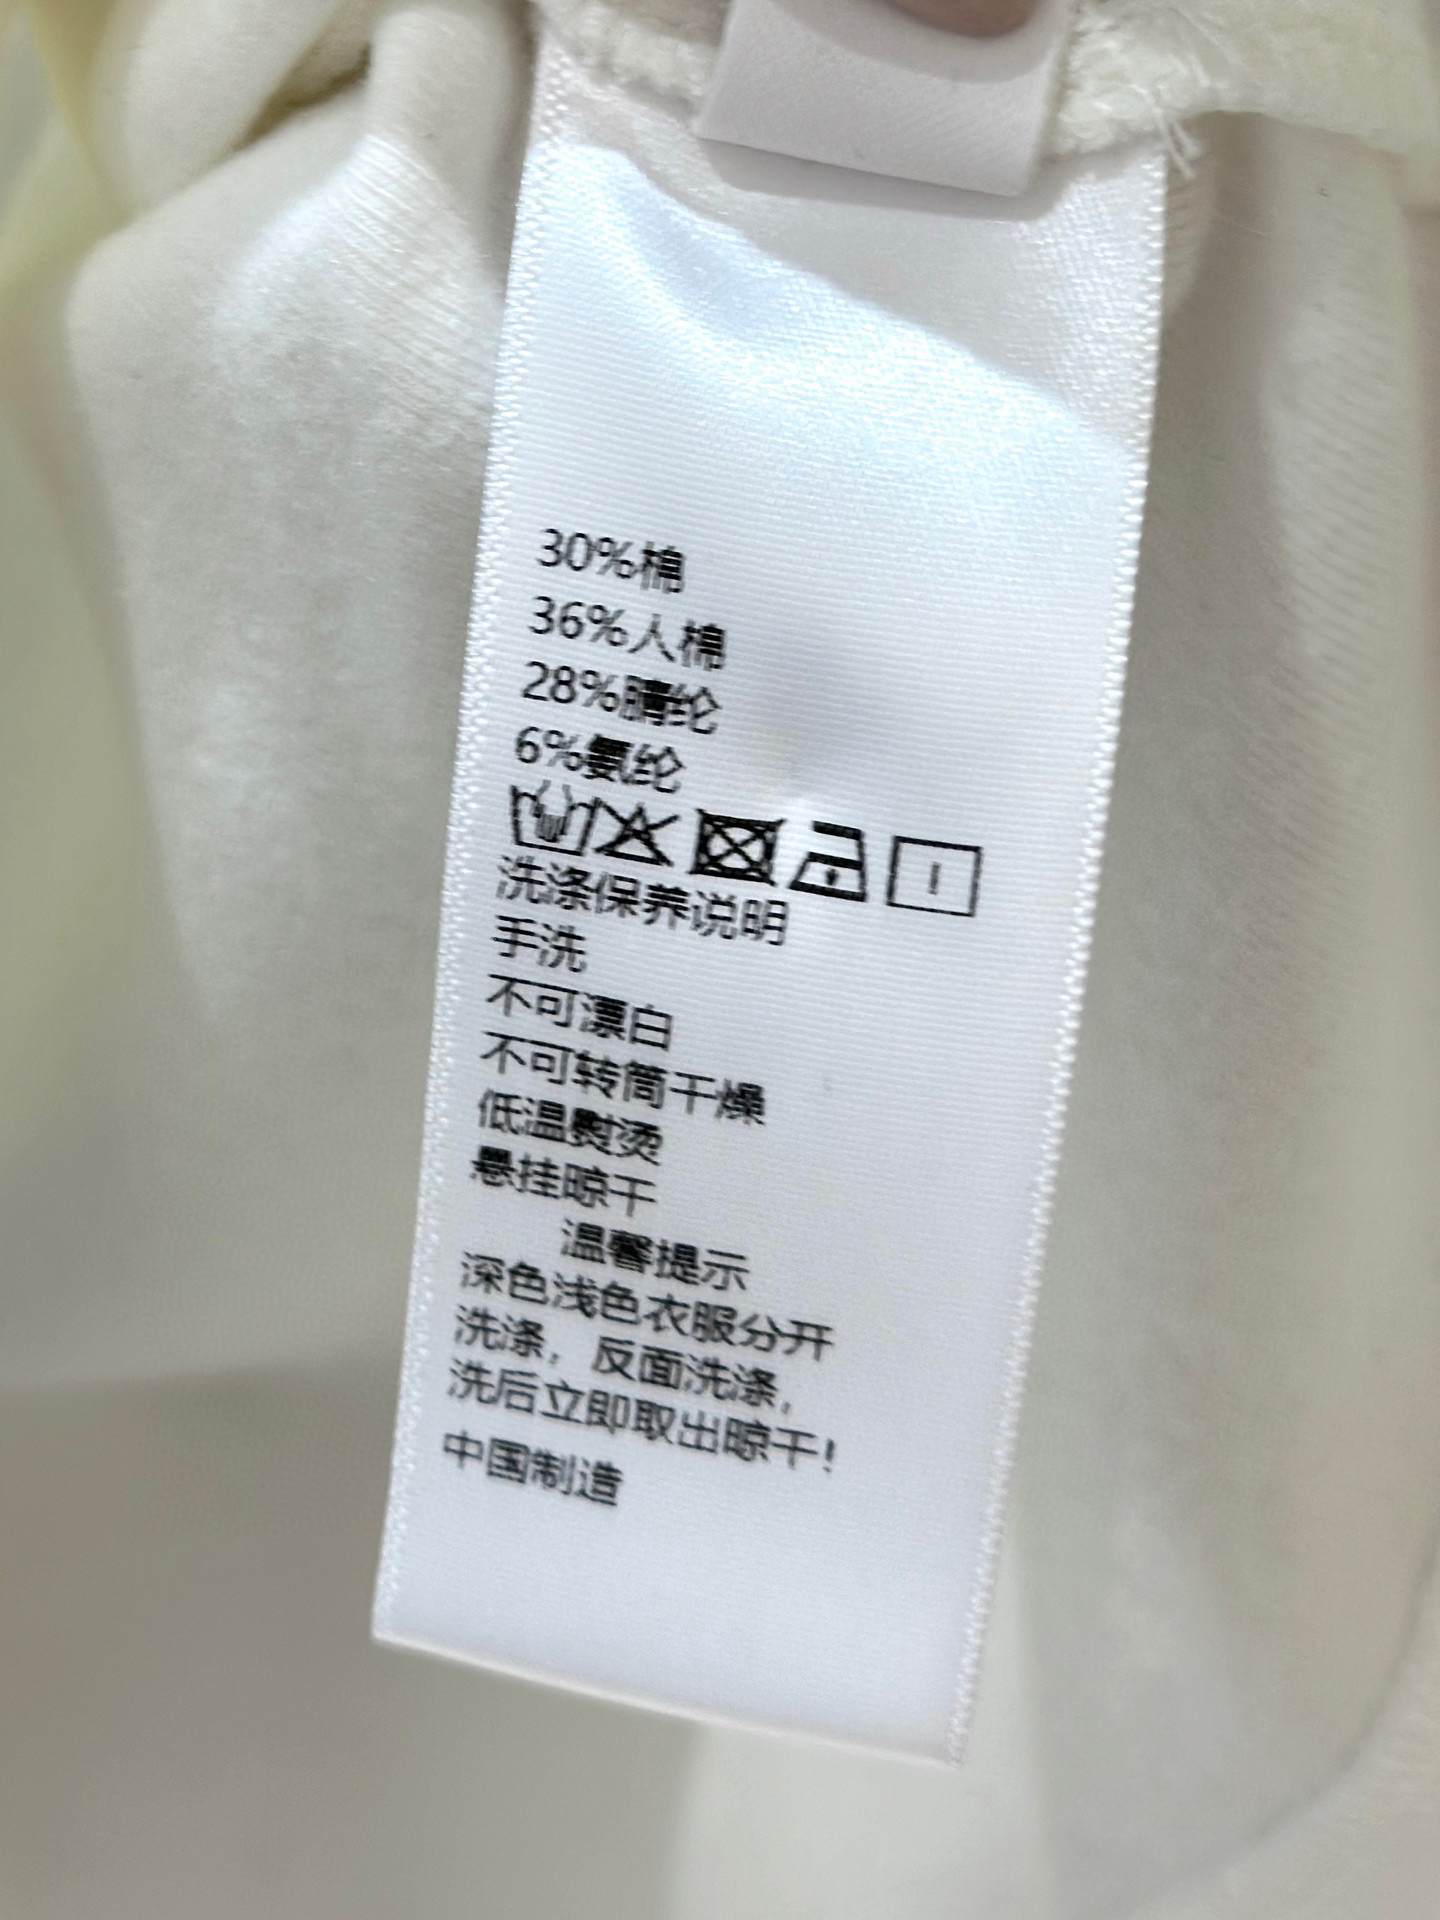 30%棉
36%人棉
28%腈纶
6%氨纶
洗涤保养说明
手洗
不可漂白
不可转筒干燥
低温熨烫
悬挂晾干
温馨提示
深色浅色衣服分开
洗涤，反面洗涤，
洗后立即取出晾干！
中国制造